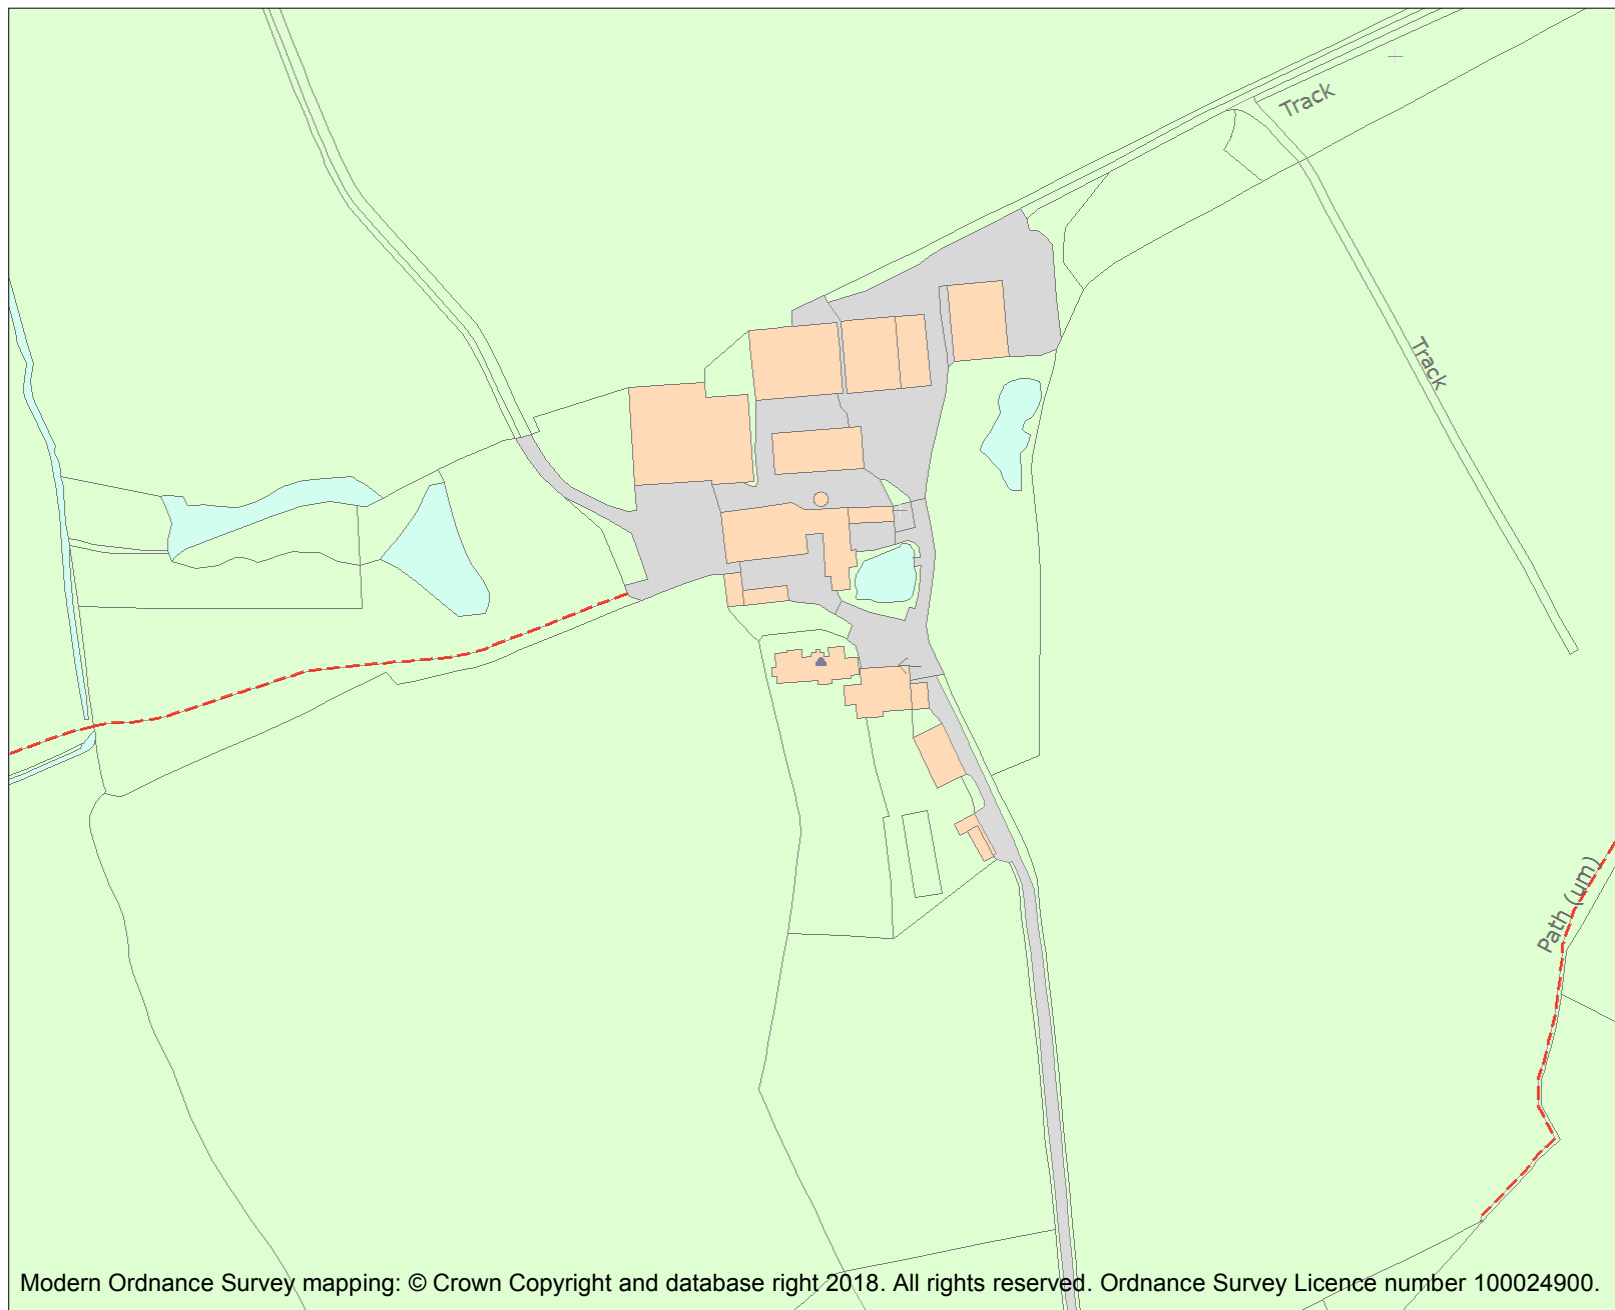 Track
Track
Path (um)
Modern Ordnance Survey mapping: © Crown Copyright and database right 2018. All rights reserved. Ordnance Survey Licence number 100024900.